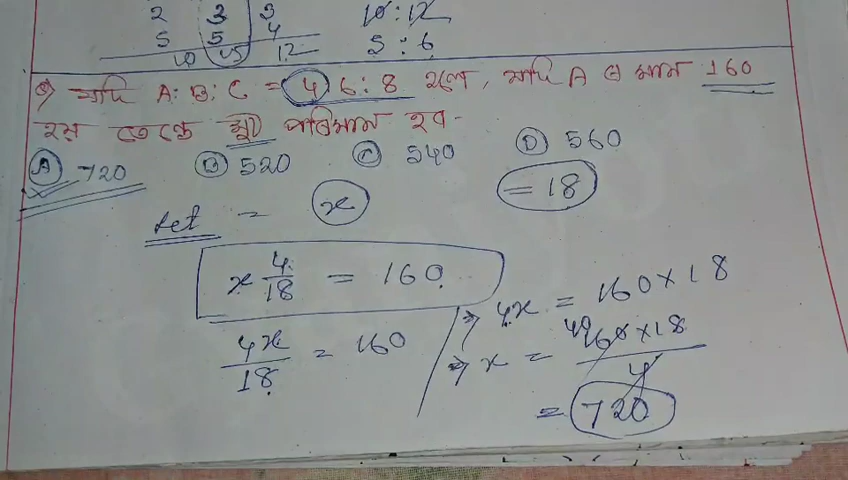 2 3 3 10:12
5 5 4 5:6
10 45 12
যদি A:B:C = 4 6:8 হলে, যদি A এ মান 160
হয় তেলে পরিমান হব -
A 720 B 520 C 540 D 560
= 18
Let = x
x 4/18 = 160
4x/18 = 160
⇒ 4x = 160×18
⇒ x = 40 160×18/4
= 720